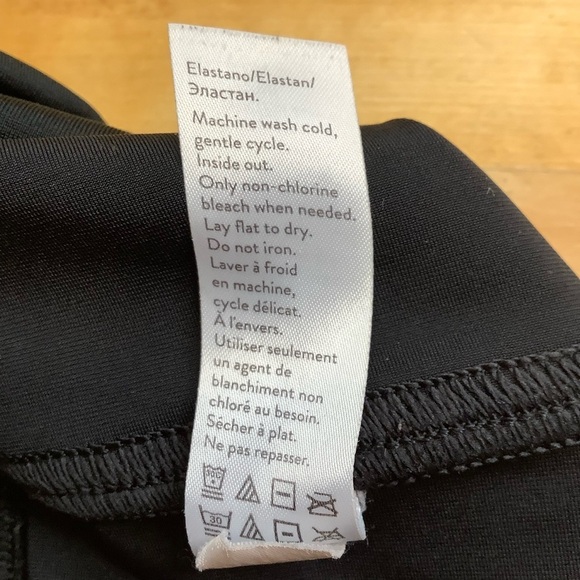 Elastano/Elastan/
Эластан.
Machine wash cold,
gentle cycle.
Inside out.
Only non-chlorine
bleach when needed.
Lay flat to dry.
Do not iron.
Laver à froid
en machine,
cycle délicat.
À l'envers.
Utiliser seulement
un agent de
blanchiment non
chloré au besoin.
Sécher à plat.
Ne pas repasser.
30